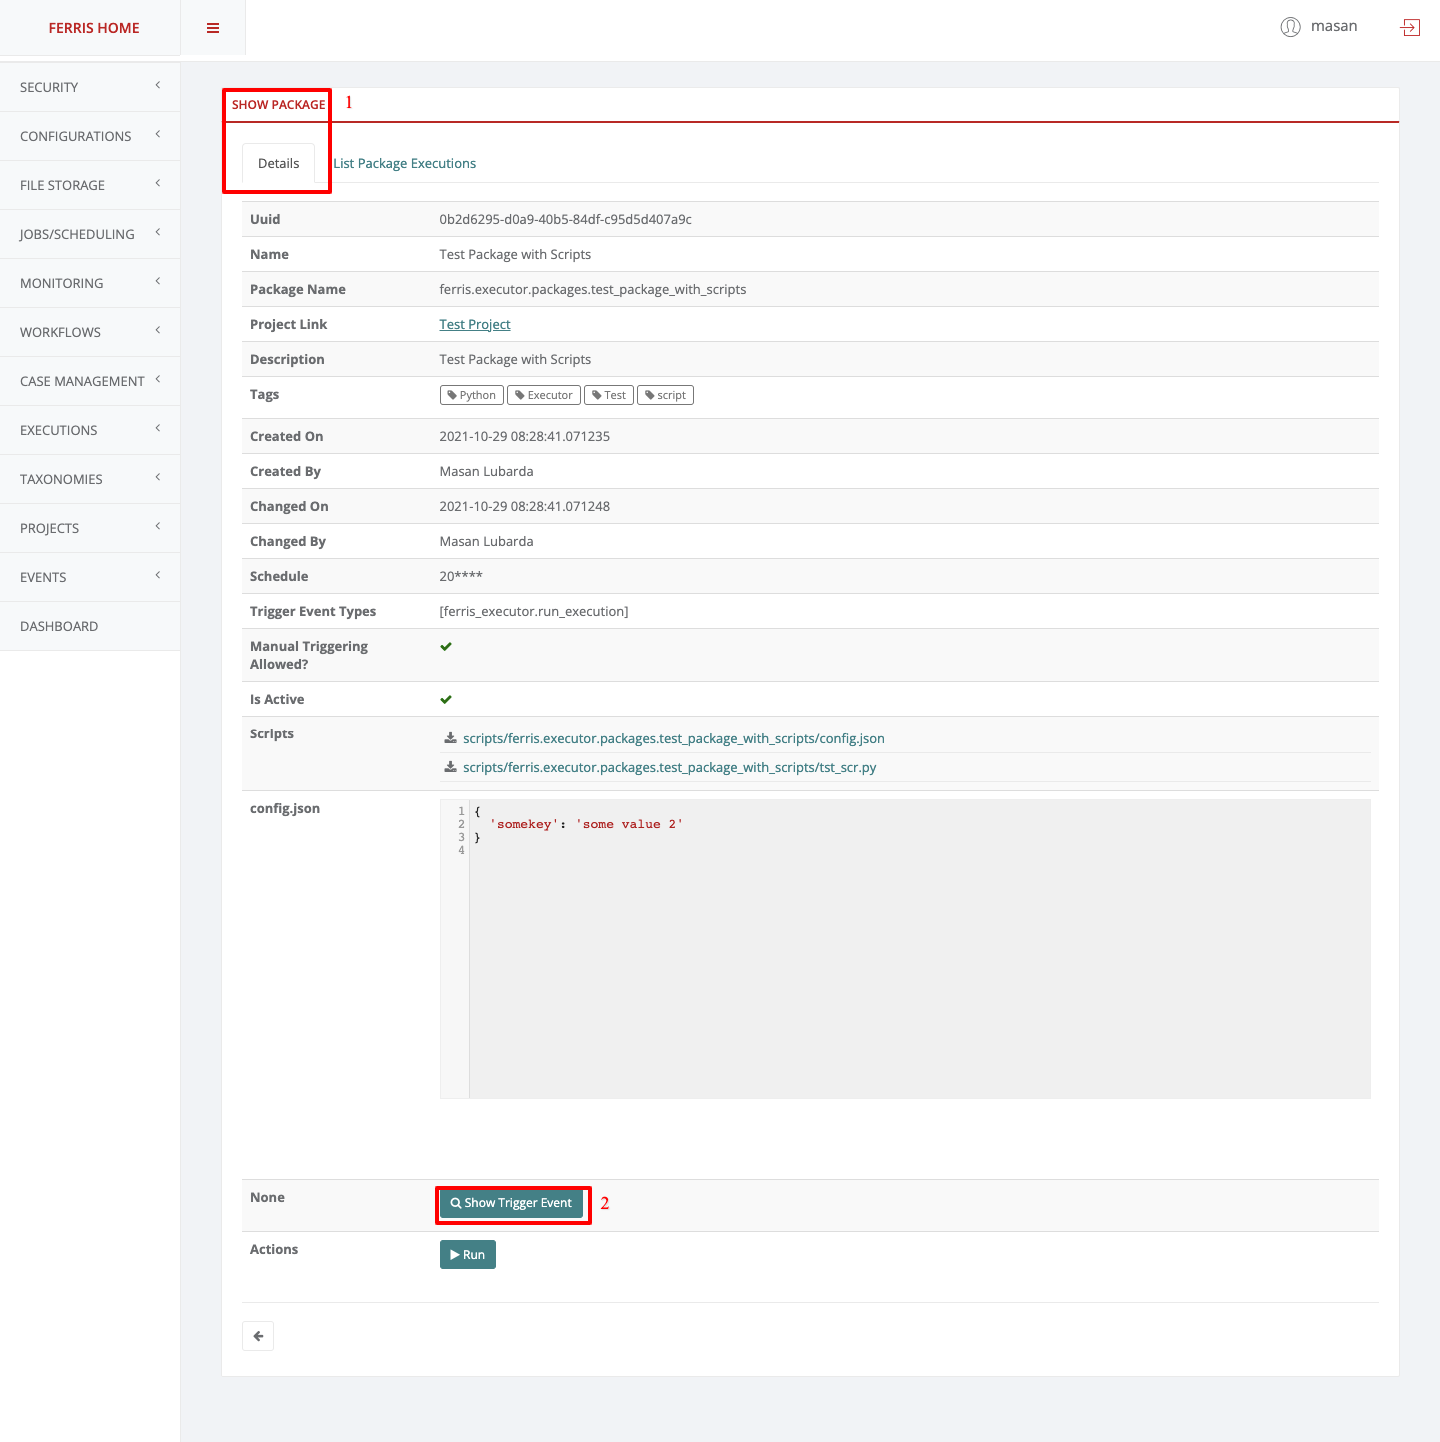 FERRIS HOME
masan
SECURITY
CONFIGURATIONS
FILE STORAGE
JOBS/SCHEDULING
MONITORING
WORKFLOWS
CASE MANAGEMENT
EXECUTIONS
TAXONOMIES
PROJECTS
EVENTS
DASHBOARD
SHOW PACKAGE 1
Details List Package Executions
Uuid 0b2d6295-d0a9-40b5-84df-c95d5d407a9c
Name Test Package with Scripts
Package Name ferris.executor.packages.test_package_with_scripts
Project Link Test Project
Description Test Package with Scripts
Tags Python Executor Test script
Created On 2021-10-29 08:28:41.071235
Created By Masan Lubarda
Changed On 2021-10-29 08:28:41.071248
Changed By Masan Lubarda
Schedule 20****
Trigger Event Types [ferris_executor.run_execution]
Manual Triggering
Allowed?
Is Active
Scripts scripts/ferris.executor.packages.test_package_with_scripts/config.json
scripts/ferris.executor.packages.test_package_with_scripts/tst_scr.py
config.json
1 {
2 'somekey': 'some value 2'
3 }
4
None Show Trigger Event 2
Actions Run